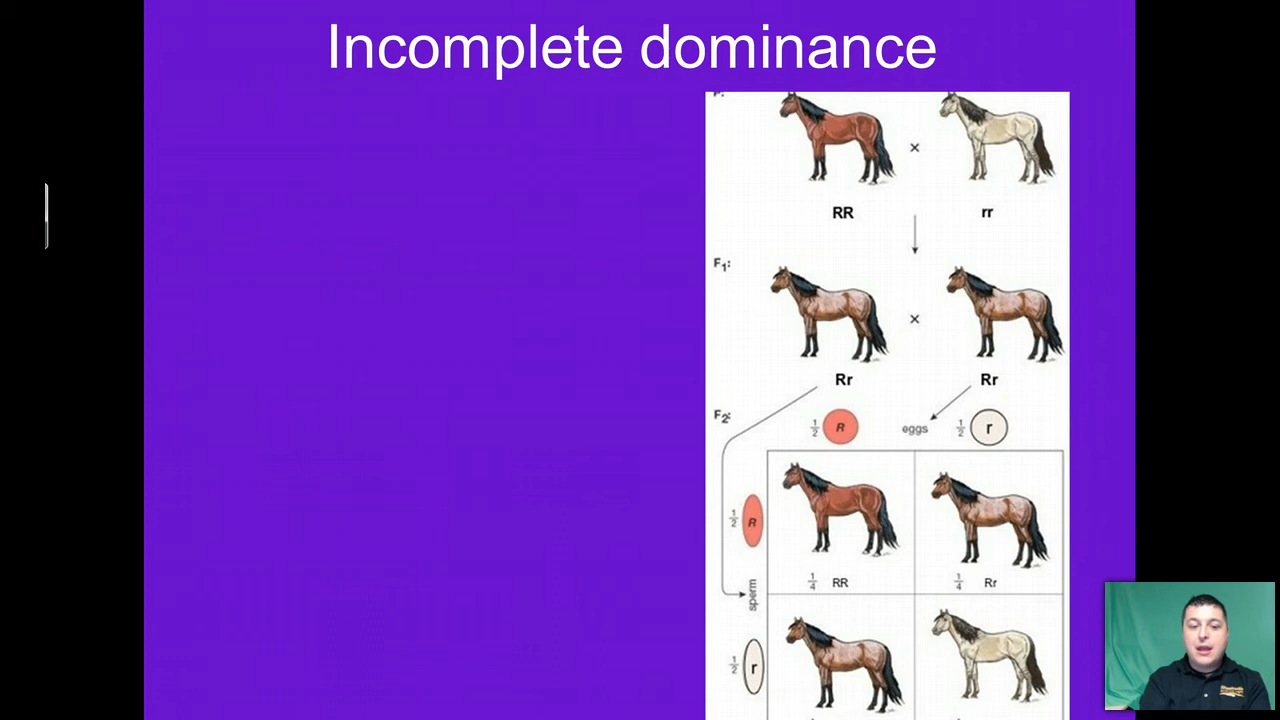 Incomplete dominance
P:
×
RR rr
F1:
×
Rr Rr
F2:
1/2 R eggs 1/2 r
1/2 R
1/4 RR 1/4 Rr
sperm
1/2 r